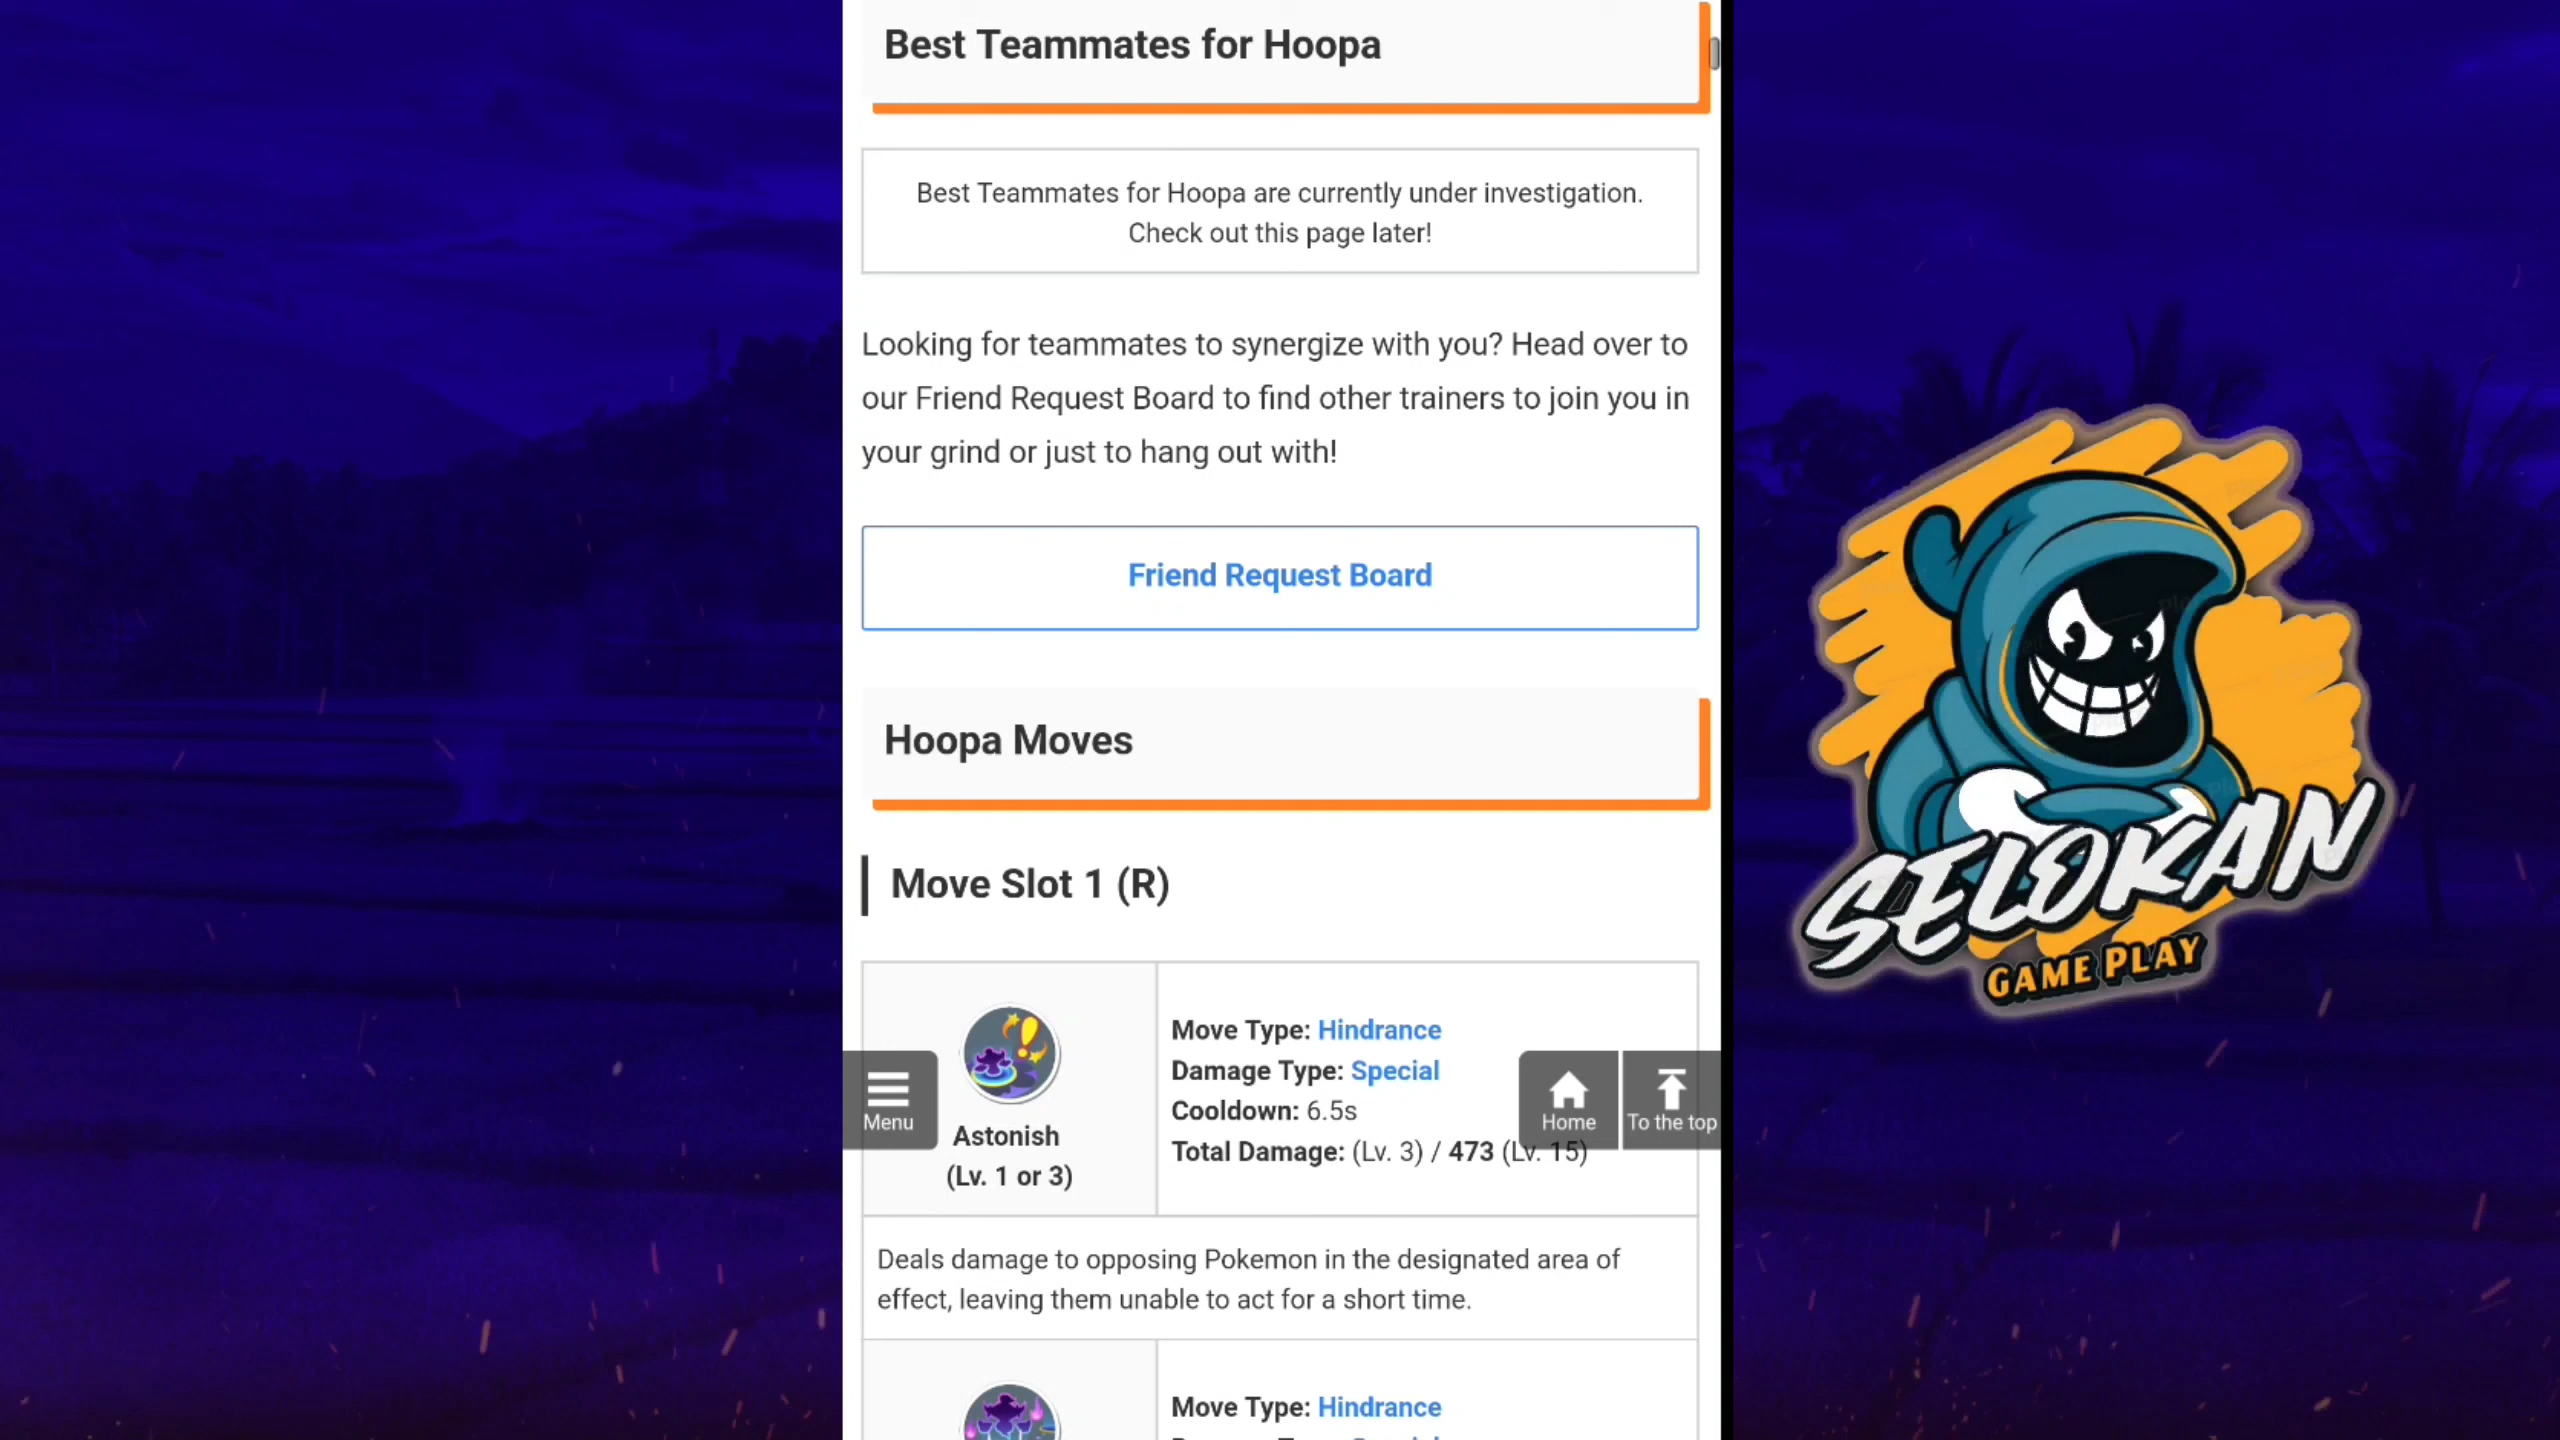 Best Teammates for Hoopa
Best Teammates for Hoopa are currently under investigation.
Check out this page later!
Looking for teammates to synergize with you? Head over to
our Friend Request Board to find other trainers to join you in
your grind or just to hang out with!
Friend Request Board
Hoopa Moves
Move Slot 1 (R)
Astonish
(Lv. 1 or 3)
Move Type: Hindrance
Damage Type: Special
Cooldown: 6.5s
Total Damage: (Lv. 3) / 473 (Lv. 15)
Menu
Home
To the top
Deals damage to opposing Pokemon in the designated area of
effect, leaving them unable to act for a short time.
Move Type: Hindrance
SELOKAN
GAME PLAY